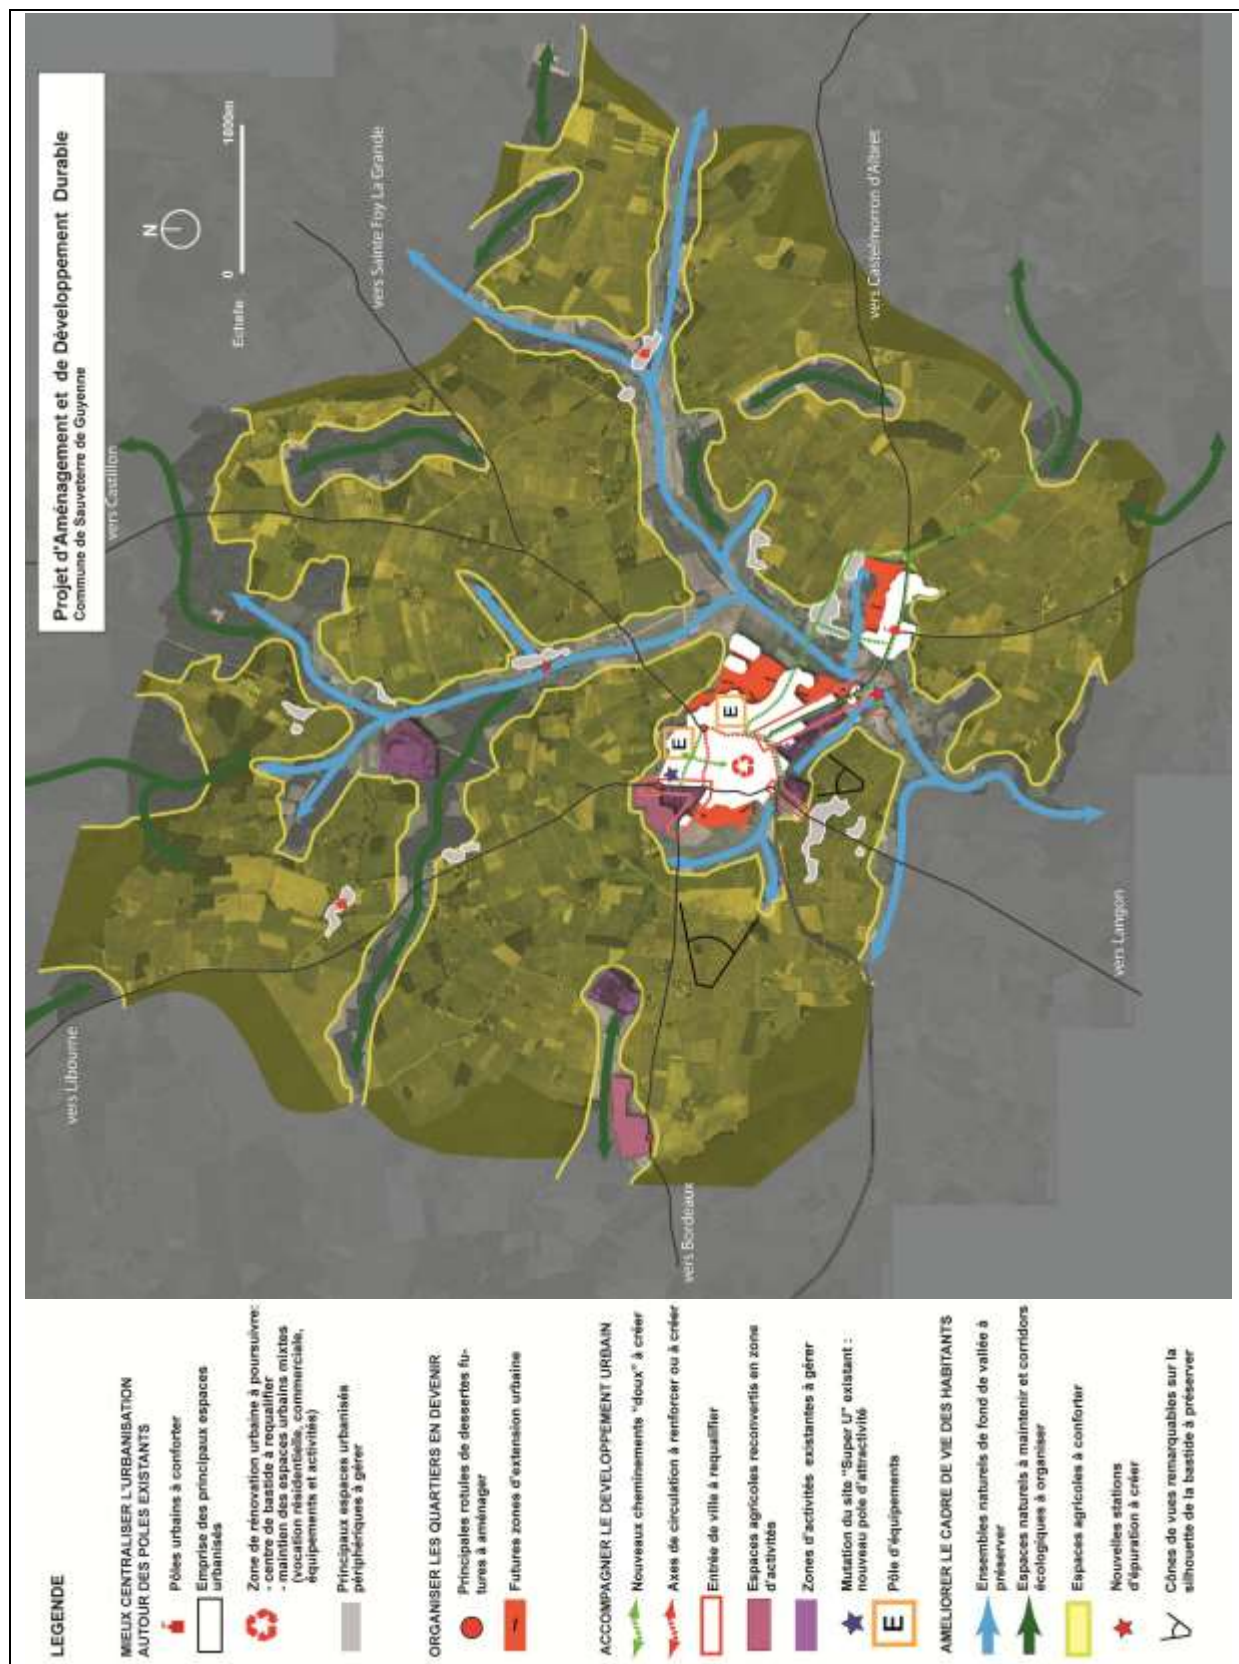 Projet d'Aménagement et de Développement Durable
Commune de Sauveterre de Guyenne
N
Echelle
0
1000m
vers Libourne
vers Castillon
vers Sainte Foy La Grande
vers Castelmorron d'Albret
vers Bordeaux
vers Langon
E
E
LEGENDE
MIEUX CENTRALISER L'URBANISATION
AUTOUR DES POLES EXISTANTS
Pôles urbains à conforter
Emprise des principaux espaces
urbanisés
Zone de rénovation urbaine à poursuivre:
- centre de bastide à requalifier
- maintien des espaces urbains mixtes
(vocation résidentielle, commerciale,
équipements et activités)
Principaux espaces urbanisés
périphériques à gérer
ORGANISER LES QUARTIERS EN DEVENIR
Principales rotules de dessertes fu-
tures à aménager
Futures zones d'extension urbaine
ACCOMPAGNER LE DEVELOPPEMENT URBAIN
Nouveaux cheminements "doux" à créer
Axes de circulation à renforcer ou à créer
Entrée de ville à requalifier
Espaces agricoles reconvertis en zone
d'activités
Zones d'activités existantes à gérer
Mutation du site "Super U" existant :
nouveau pole d'attractivité
E
Pôle d'équipements
AMELIORER LE CADRE DE VIE DES HABITANTS
Ensembles naturels de fond de vallée à
préserver
Espaces naturels à maintenir et corridors
écologiques à organiser
Espaces agricoles à conforter
Nouvelles stations
d'épuration à créer
Cônes de vues remarquables sur la
silhouette de la bastide à préserver